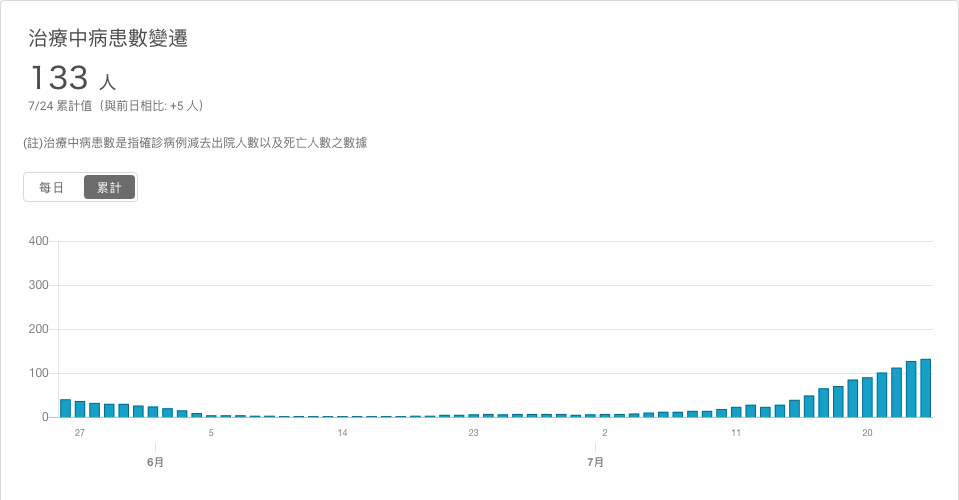 治療中病患數變遷
133 人
7/24 累計值（與前日相比: +5 人）
(註)治療中病患數是指確診病例減去出院人數以及死亡人數之數據
每日 累計
400
300
200
100
0
27 5 14 23 2 11 20
6月 7月